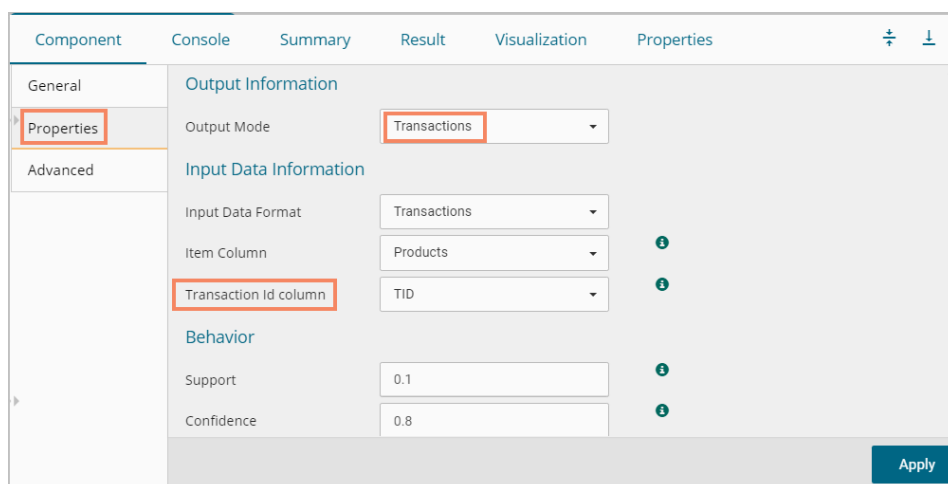 Component Console Summary Result Visualization Properties
General
Properties
Advanced
Output Information
Output Mode Transactions
Input Data Information
Input Data Format Transactions
Item Column Products
Transaction Id column TID
Behavior
Support 0.1
Confidence 0.8
Apply